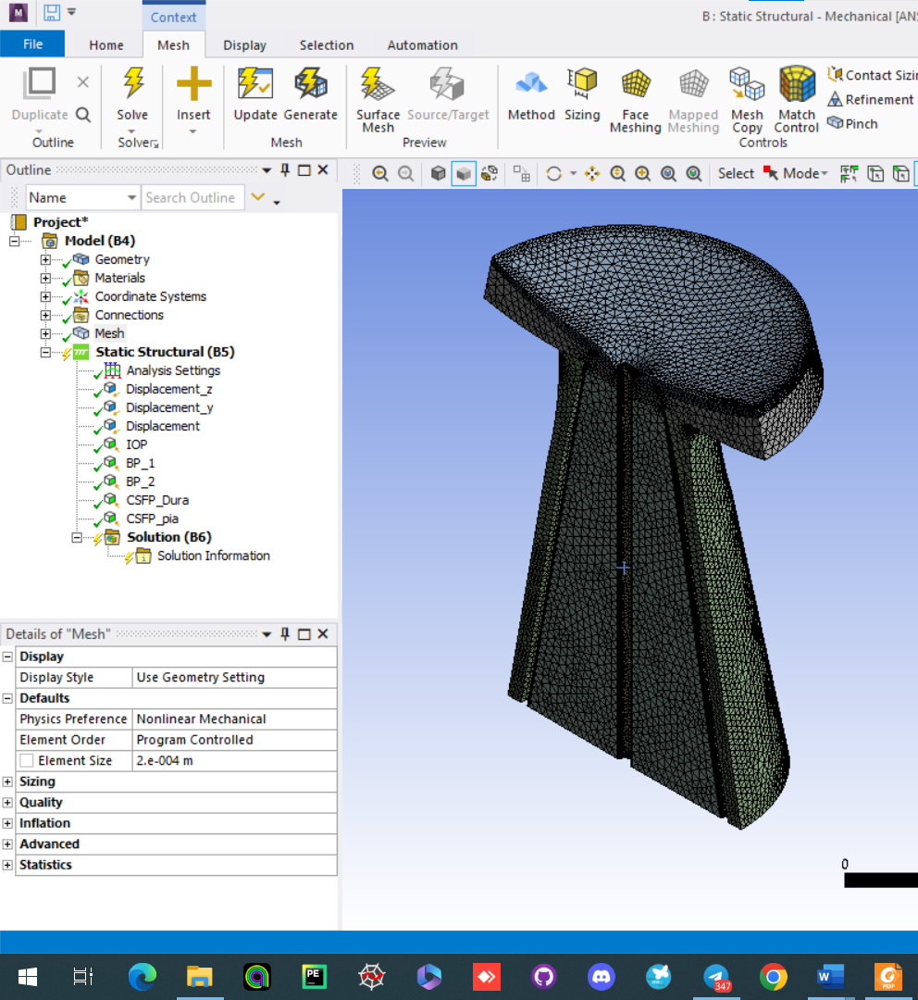 Context
B : Static Structural - Mechanical [ANS
File Home Mesh Display Selection Automation
Duplicate
Outline
Solve
Solver
Insert
Update Generate
Mesh
Surface Mesh Source/Target
Preview
Method Sizing Face Meshing Mapped Meshing Mesh Copy Match Control
Contact Sizin
Refinement
Pinch
Controls
Outline
Name Search Outline
Select Mode
Project*
Model (B4)
Geometry
Materials
Coordinate Systems
Connections
Mesh
Static Structural (B5)
Analysis Settings
Displacement_z
Displacement_y
Displacement
IOP
BP_1
BP_2
CSFP_Dura
CSFP_pia
Solution (B6)
Solution Information
Details of "Mesh"
Display
Display Style Use Geometry Setting
Defaults
Physics Preference Nonlinear Mechanical
Element Order Program Controlled
Element Size 2.e-004 m
Sizing
Quality
Inflation
Advanced
Statistics
0
PE
347
W
PDF